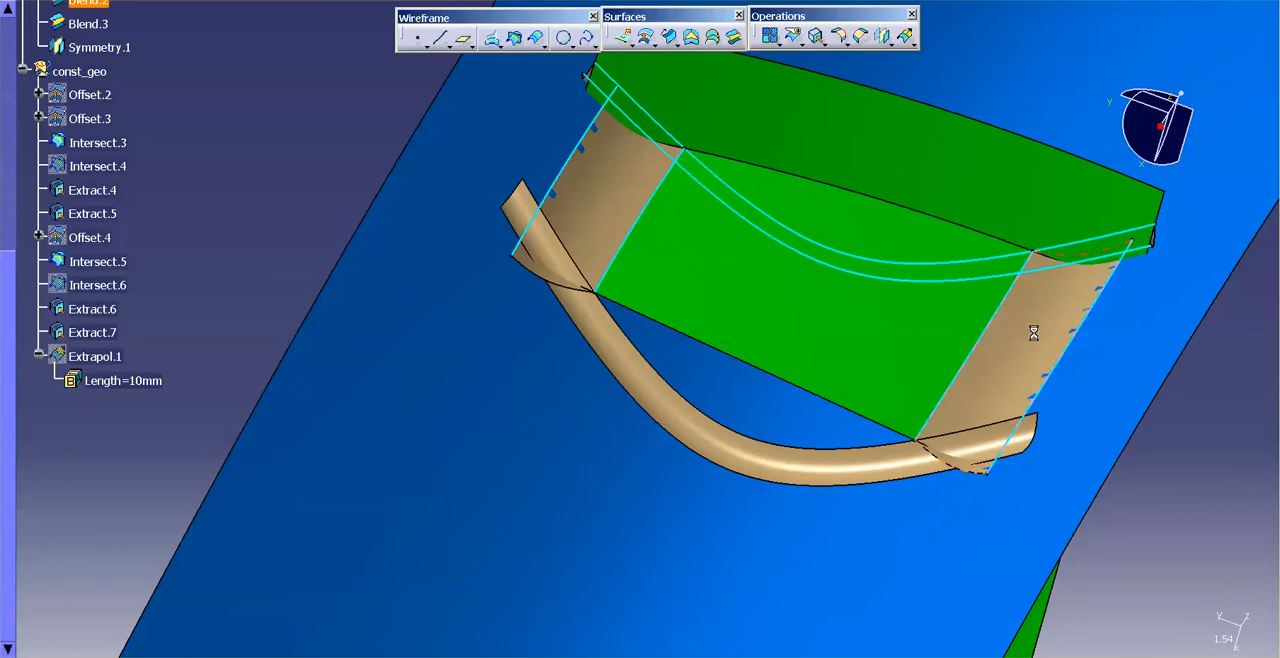 Wireframe
Surfaces
Operations
Blend.2
Blend.3
Symmetry.1
const_geo
Offset.2
Offset.3
Intersect.3
Intersect.4
Extract.4
Extract.5
Offset.4
Intersect.5
Intersect.6
Extract.6
Extract.7
Extrapol.1
Length=10mm
Y
X
y
z
x
1.54